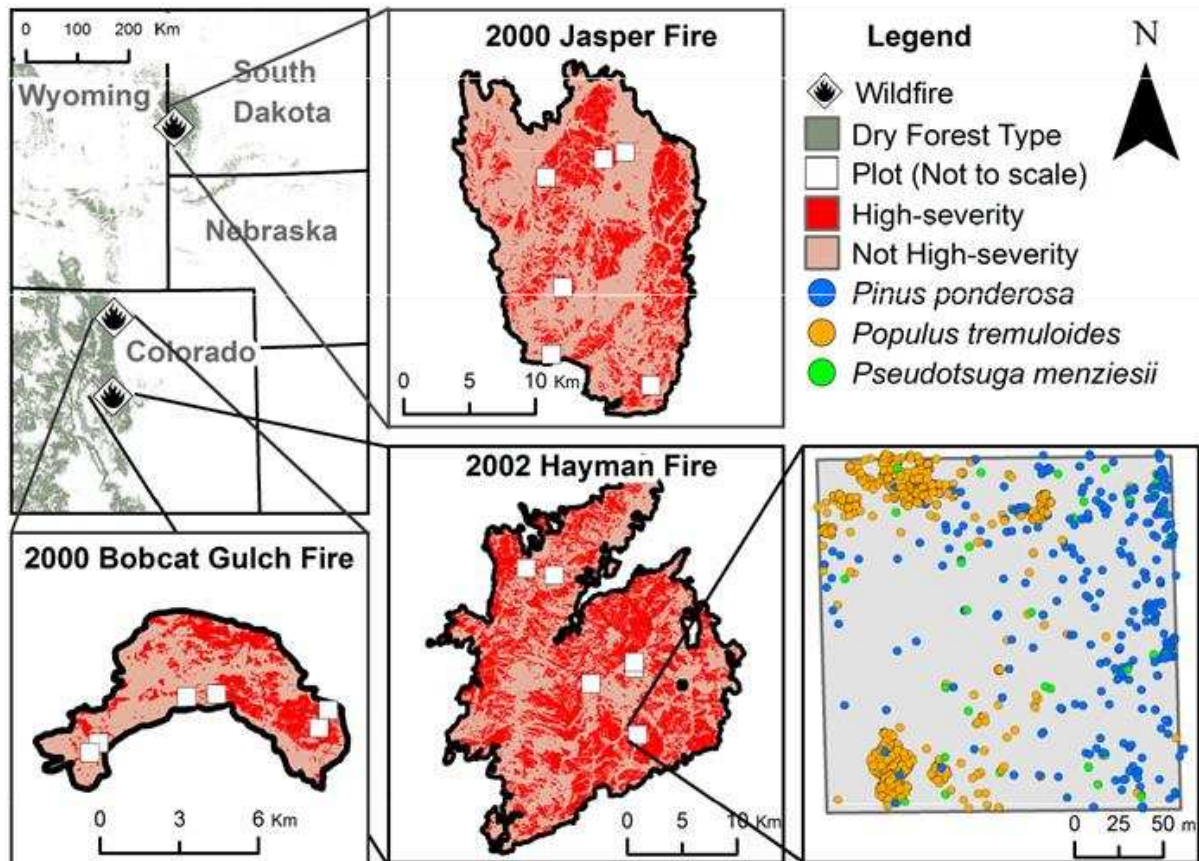 0 100 200 Km
Wyoming
South
Dakota
Nebraska
Colorado
2000 Jasper Fire
0 5 10 Km
Legend
N
Wildfire
Dry Forest Type
Plot (Not to scale)
High-severity
Not High-severity
Pinus ponderosa
Populus tremuloides
Pseudotsuga menziesii
2000 Bobcat Gulch Fire
0 3 6 Km
2002 Hayman Fire
0 5 10 Km
0 25 50 m